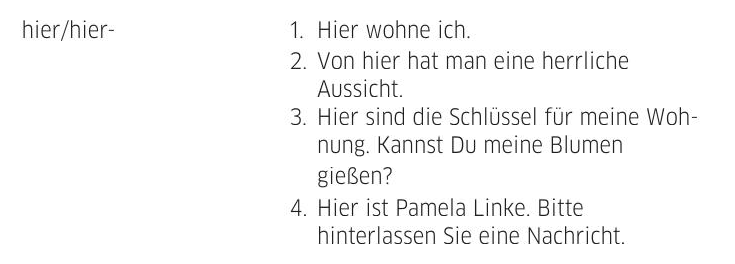 hier/hier-
1. Hier wohne ich.
2. Von hier hat man eine herrliche
Aussicht.
3. Hier sind die Schlüssel für meine Woh-
nung. Kannst Du meine Blumen
gießen?
4. Hier ist Pamela Linke. Bitte
hinterlassen Sie eine Nachricht.